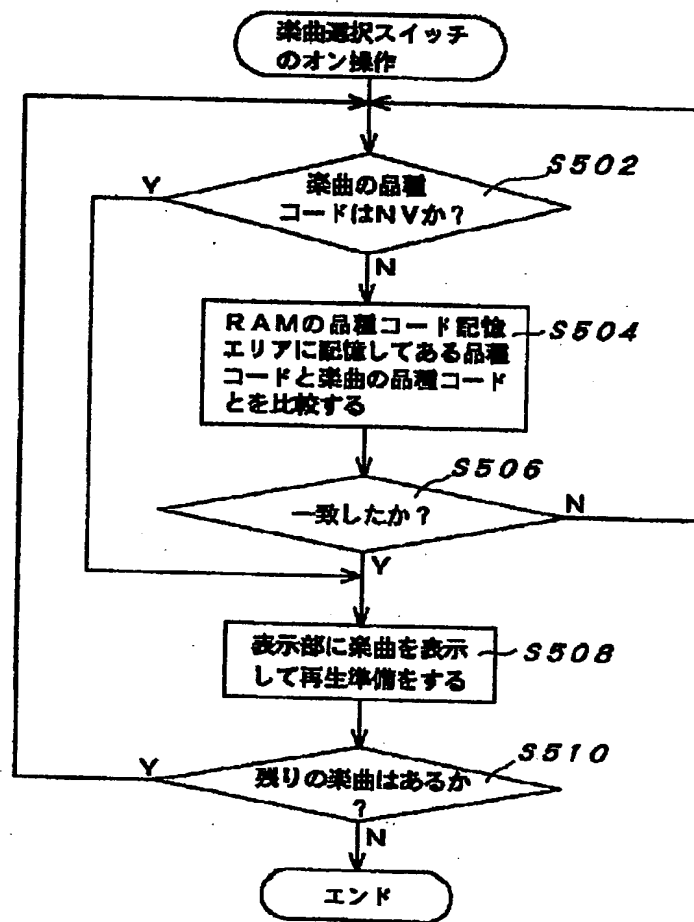 楽曲選択スイッチ
のオン操作
S502
Y
楽曲の品種
コードはNVか?
N
RAMの品種コード記憶
エリアに記憶してある品種
コードと楽曲の品種コード
とを比較する
S504
S506
一致したか?
N
Y
表示部に楽曲を表示
して再生準備をする
S508
S510
Y
残りの楽曲はあるか
?
N
エンド